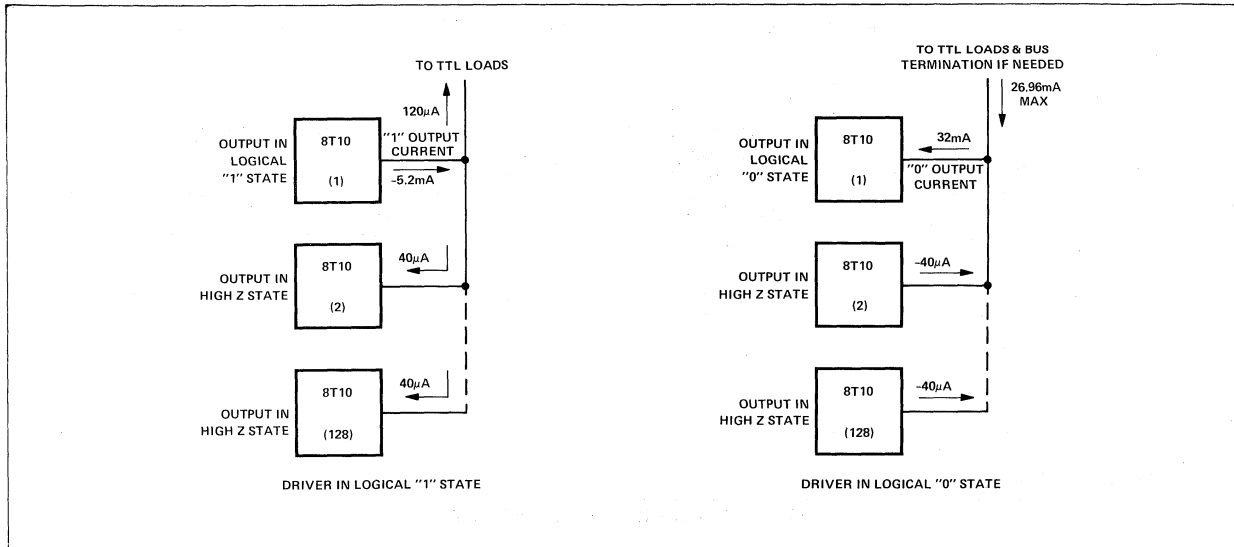 TO TTL LOADS
120µA
OUTPUT IN
LOGICAL
"1" STATE
8T10
(1)
"1" OUTPUT
CURRENT
-5.2mA
OUTPUT IN
HIGH Z STATE
8T10
(2)
40µA
OUTPUT IN
HIGH Z STATE
8T10
(128)
40µA
DRIVER IN LOGICAL "1" STATE
TO TTL LOADS & BUS
TERMINATION IF NEEDED
26.96mA
MAX
OUTPUT IN
LOGICAL
"0" STATE
8T10
(1)
32mA
"0" OUTPUT
CURRENT
OUTPUT IN
HIGH Z STATE
8T10
(2)
-40µA
OUTPUT IN
HIGH Z STATE
8T10
(128)
-40µA
DRIVER IN LOGICAL "0" STATE